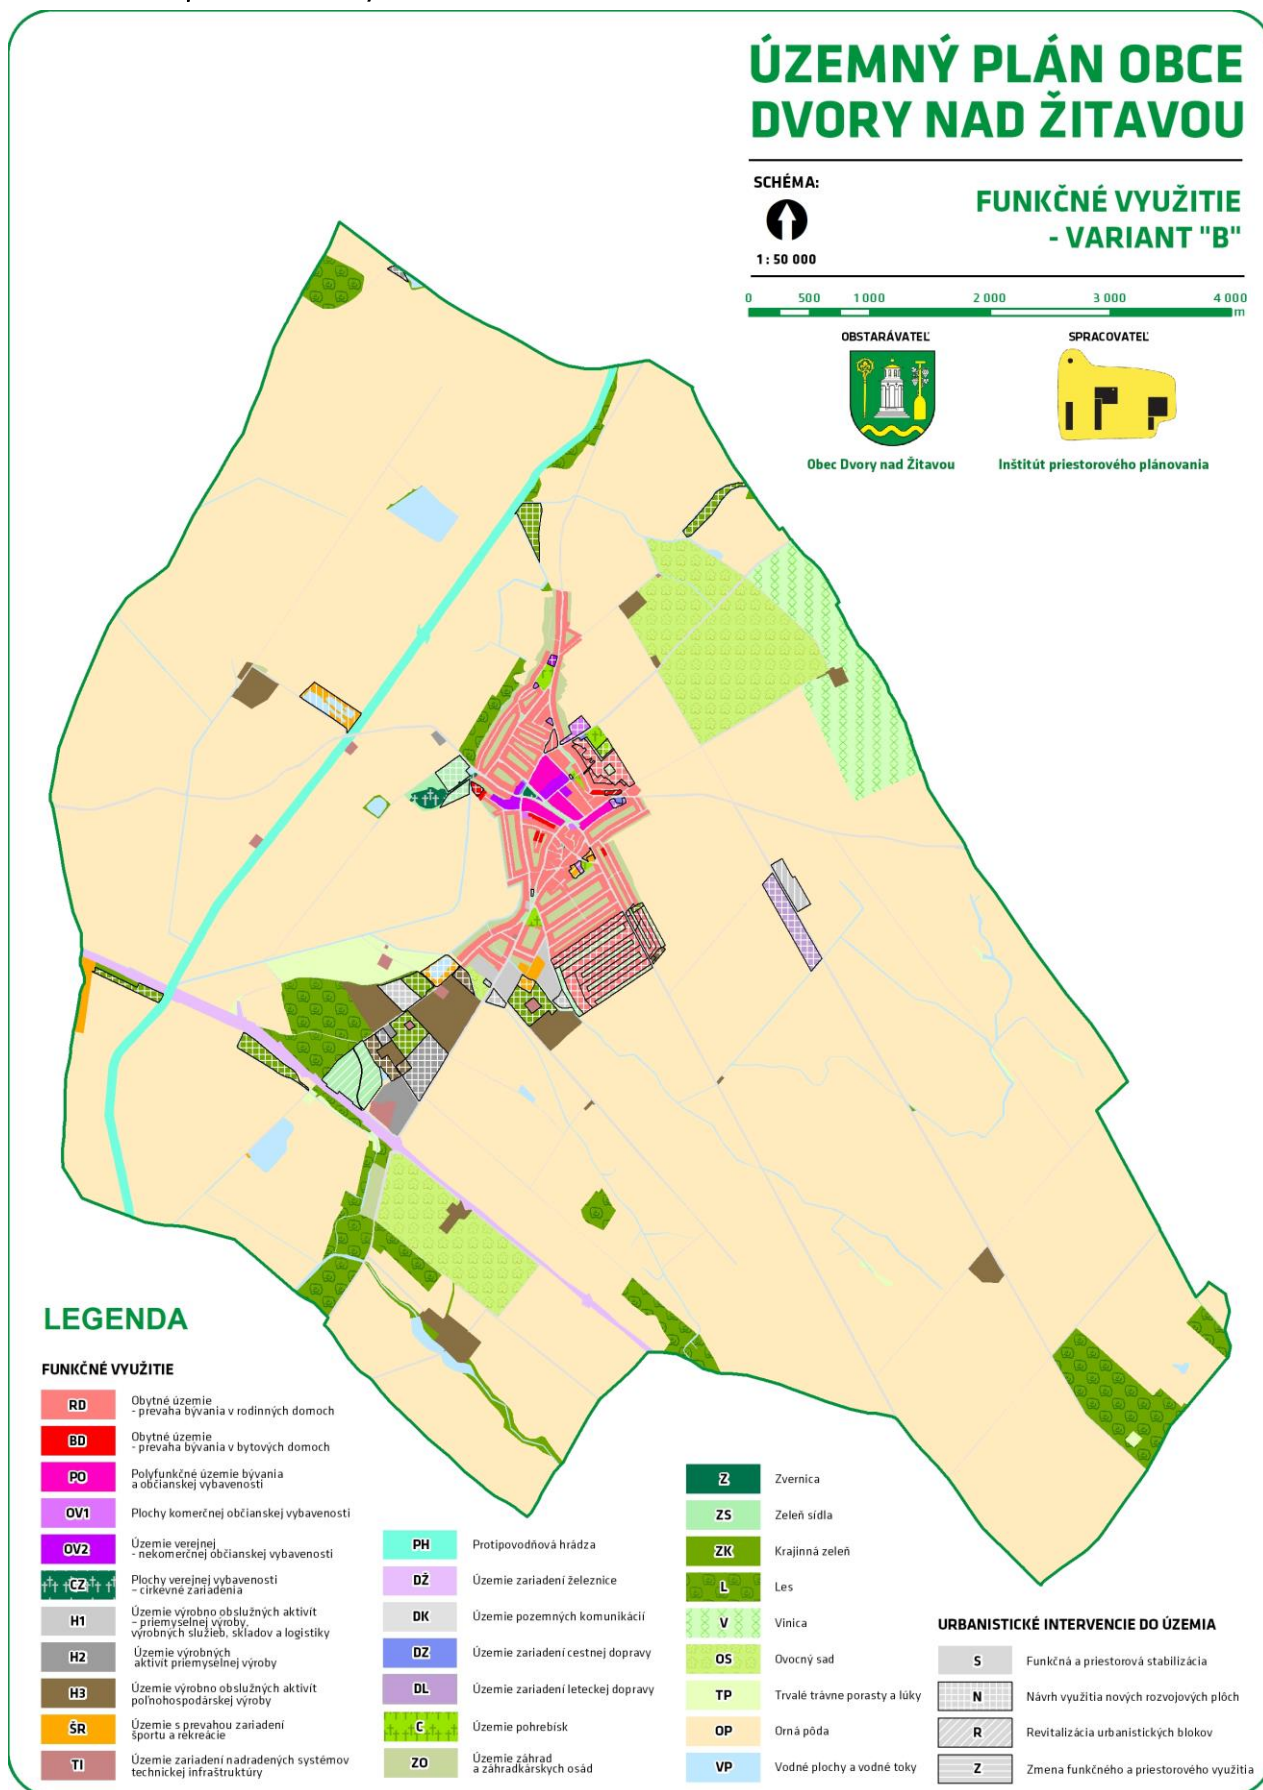 ÚZEMNÝ PLÁN OBCE
DVORY NAD ŽITAVOU
SCHÉMA:
1 : 50 000
FUNKČNÉ VYUŽITIE
- VARIANT "B"
0 500 1 000 2 000 3 000 4 000
m
OBSTARÁVATEĽ
SPRACOVATEĽ
Obec Dvory nad Žitavou
Inštitút priestorového plánovania
LEGENDA
FUNKČNÉ VYUŽITIE
RD Obytné územie
- prevaha bývania v rodinných domoch
BD Obytné územie
- prevaha bývania v bytových domoch
PO Polyfunkčné územie bývania
a občianskej vybavenosti
OV1 Plochy komerčnej občianskej vybavenosti
OV2 Územie verejnej
- nekomerčnej občianskej vybavenosti
CZ Plochy verejnej vybavenosti
– cirkevné zariadenia
H1 Územie výrobno obslužných aktivít
– priemyselnej výroby,
výrobných služieb, skladov a logistiky
H2 Územie výrobných
aktivít priemyselnej výroby
H3 Územie výrobno obslužných aktivít
poľnohospodárskej výroby
ŠR Územie s prevahou zariadení
športu a rekreácie
TI Územie zariadení nadradených systémov
technickej infraštruktúry
PH Protipovodňová hrádza
DŽ Územie zariadení železnice
DK Územie pozemných komunikácií
DZ Územie zariadení cestnej dopravy
DL Územie zariadení leteckej dopravy
C Územie pohrebísk
ZO Územie záhrad
a záhradkárskych osád
Z Zvernica
ZS Zeleň sídla
ZK Krajinná zeleň
L Les
V Vinica
OS Ovocný sad
TP Trvalé trávne porasty a lúky
OP Orná pôda
VP Vodné plochy a vodné toky
URBANISTICKÉ INTERVENCIE DO ÚZEMIA
S Funkčná a priestorová stabilizácia
N Návrh využitia nových rozvojových plôch
R Revitalizácia urbanistických blokov
Z Zmena funkčného a priestorového využitia